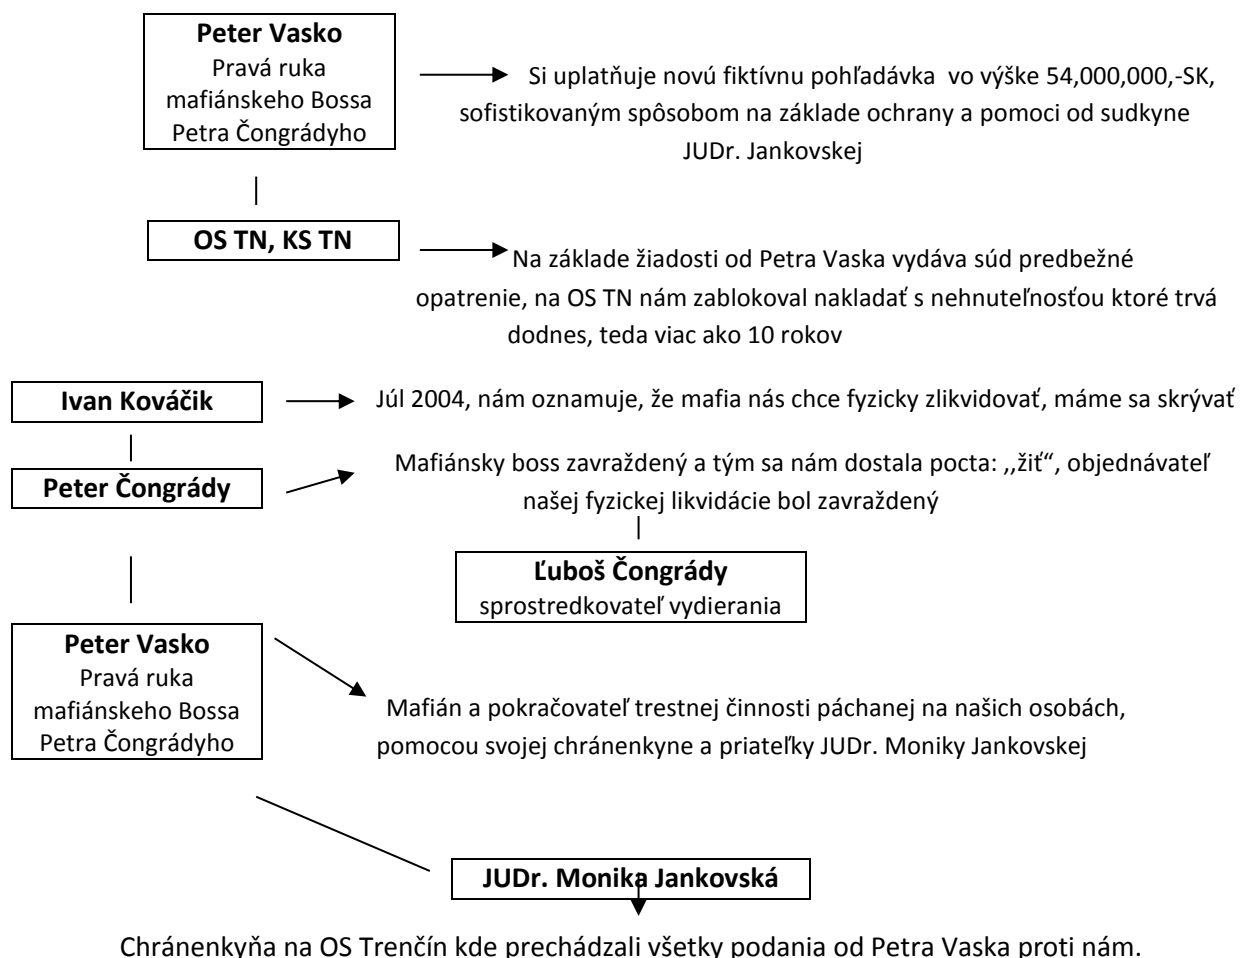 Peter Vasko
Pravá ruka
mafiánskeho Bossa
Petra Čongrádyho
Si uplatňuje novú fiktívnu pohľadávka vo výške 54,000,000,-SK,
sofistikovaným spôsobom na základe ochrany a pomoci od sudkyne
JUDr. Jankovskej
OS TN, KS TN
Na základe žiadosti od Petra Vaska vydáva súd predbežné
opatrenie, na OS TN nám zablokoval nakladať s nehnuteľnosťou ktoré trvá
dodnes, teda viac ako 10 rokov
Ivan Kováčik
Júl 2004, nám oznamuje, že mafia nás chce fyzicky zlikvidovať, máme sa skrývať
Peter Čongrády
Mafiánsky boss zavraždený a tým sa nám dostala pocta: ,,žiť“, objednávateľ
našej fyzickej likvidácie bol zavraždený
Ľuboš Čongrády
sprostredkovateľ vydierania
Peter Vasko
Pravá ruka
mafiánskeho Bossa
Petra Čongrádyho
Mafián a pokračovateľ trestnej činnosti páchanej na našich osobách,
pomocou svojej chránenkyne a priateľky JUDr. Moniky Jankovskej
JUDr. Monika Jankovská
Chránenkyňa na OS Trenčín kde prechádzali všetky podania od Petra Vaska proti nám.